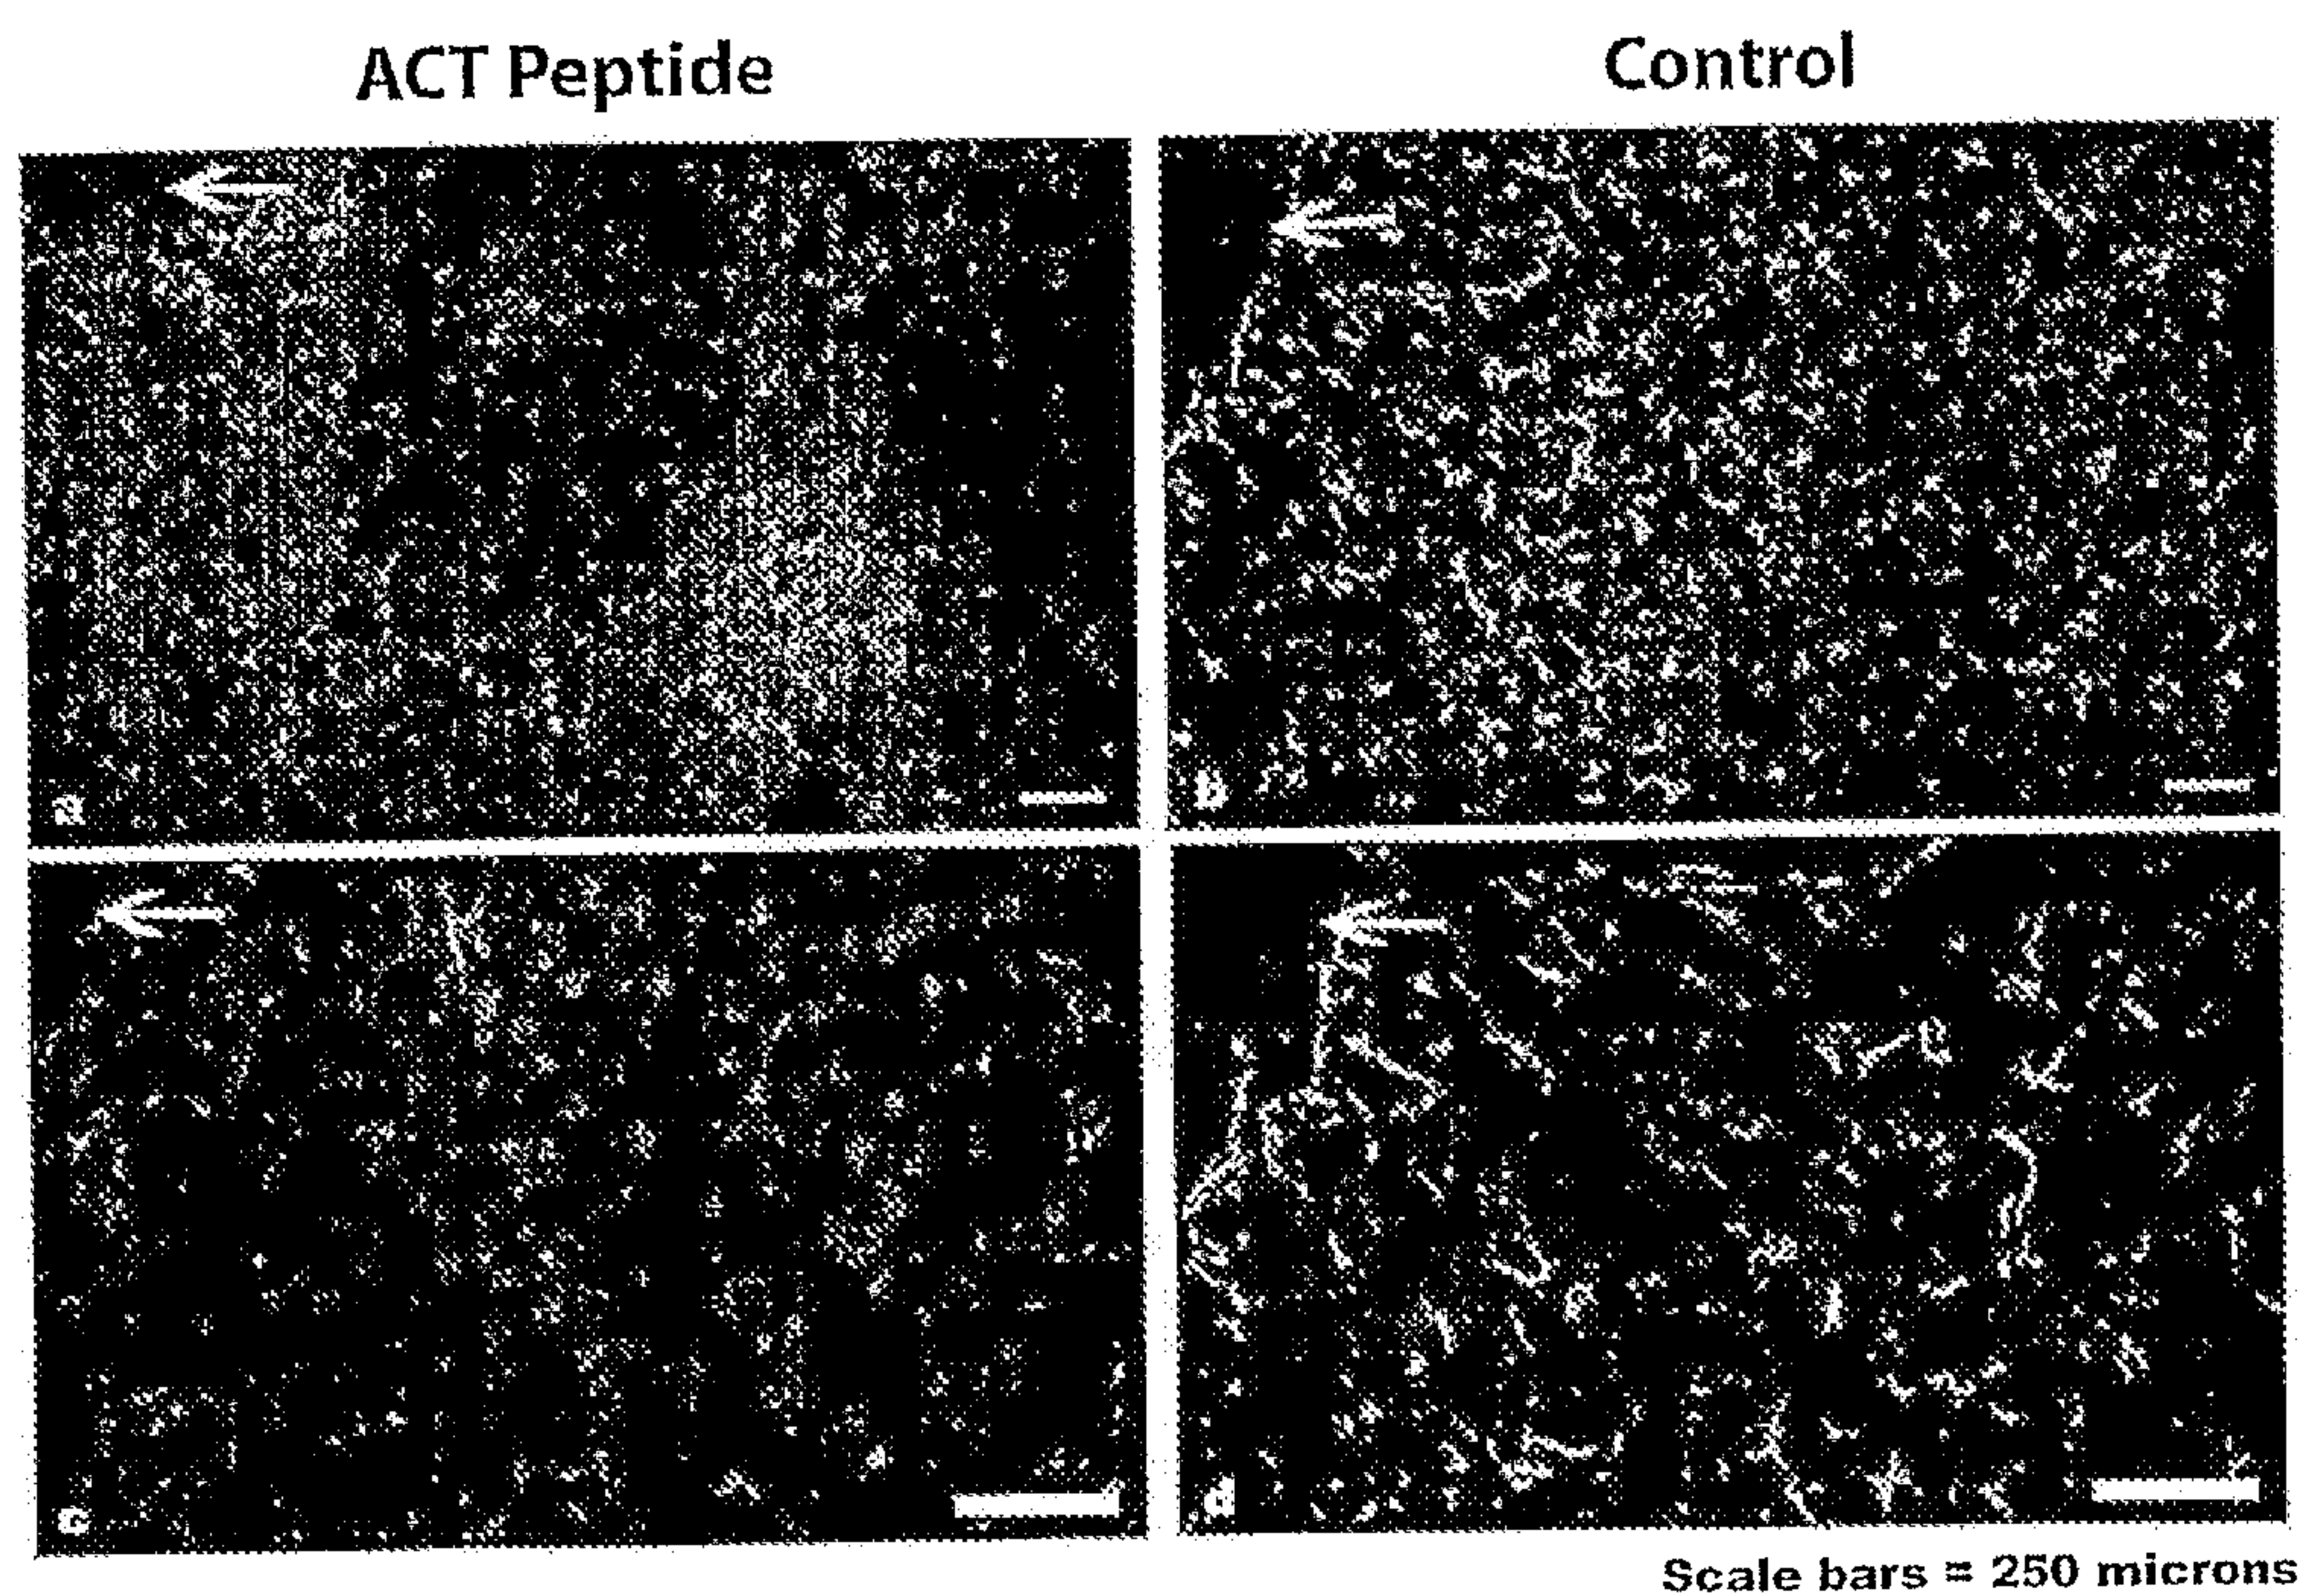 ACT Peptide
Control
a
b
c
d
Scale bars = 250 microns